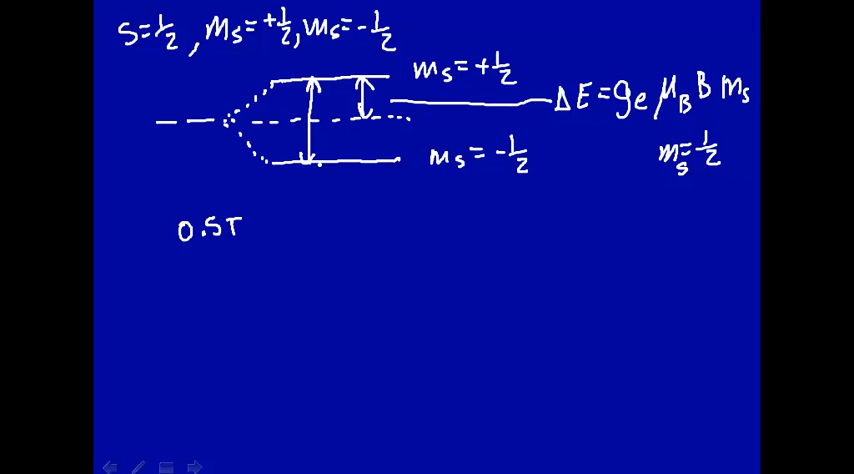 S=1/2, ms=+1/2, ms=-1/2
ms=+1/2
ΔE=ge μB B ms
ms=-1/2
ms=1/2
0.5T